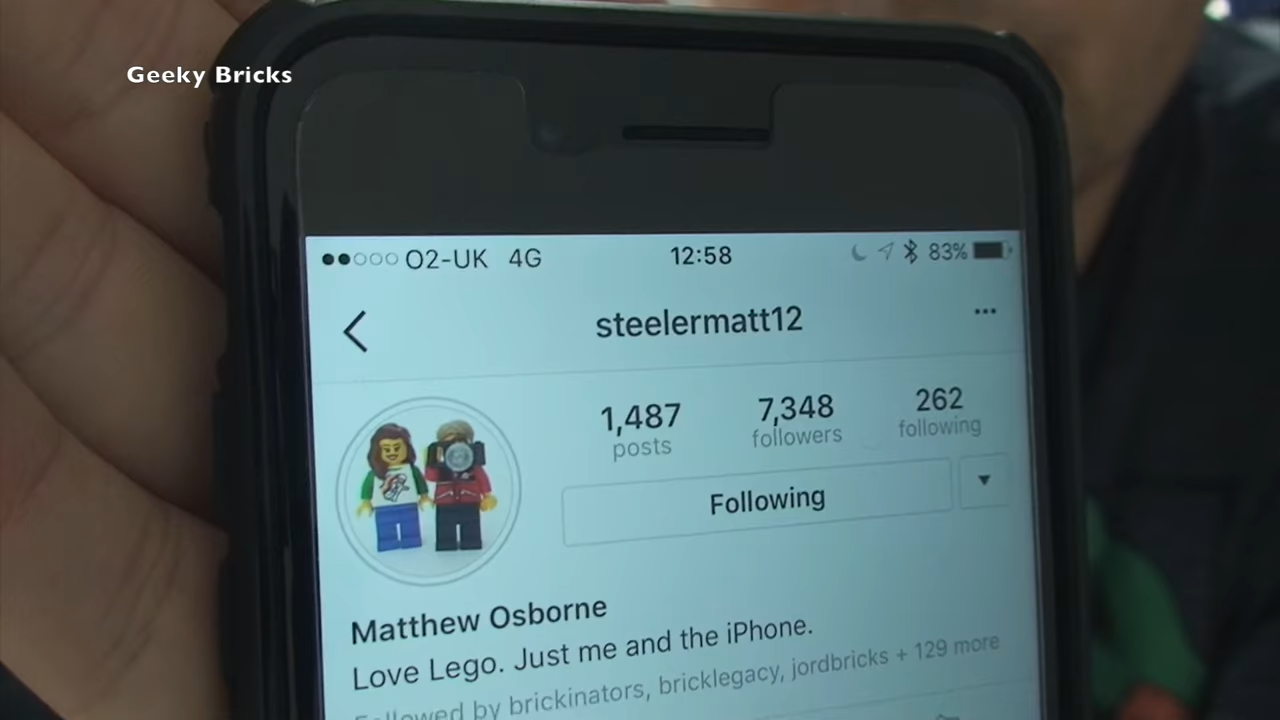 Geeky Bricks
O2-UK 4G 12:58 83%
steelermatt12
1,487 7,348 262
posts followers following
Following
Matthew Osborne
Love Lego. Just me and the iPhone.
Followed by brickinators, bricklegacy, jordbricks + 129 more